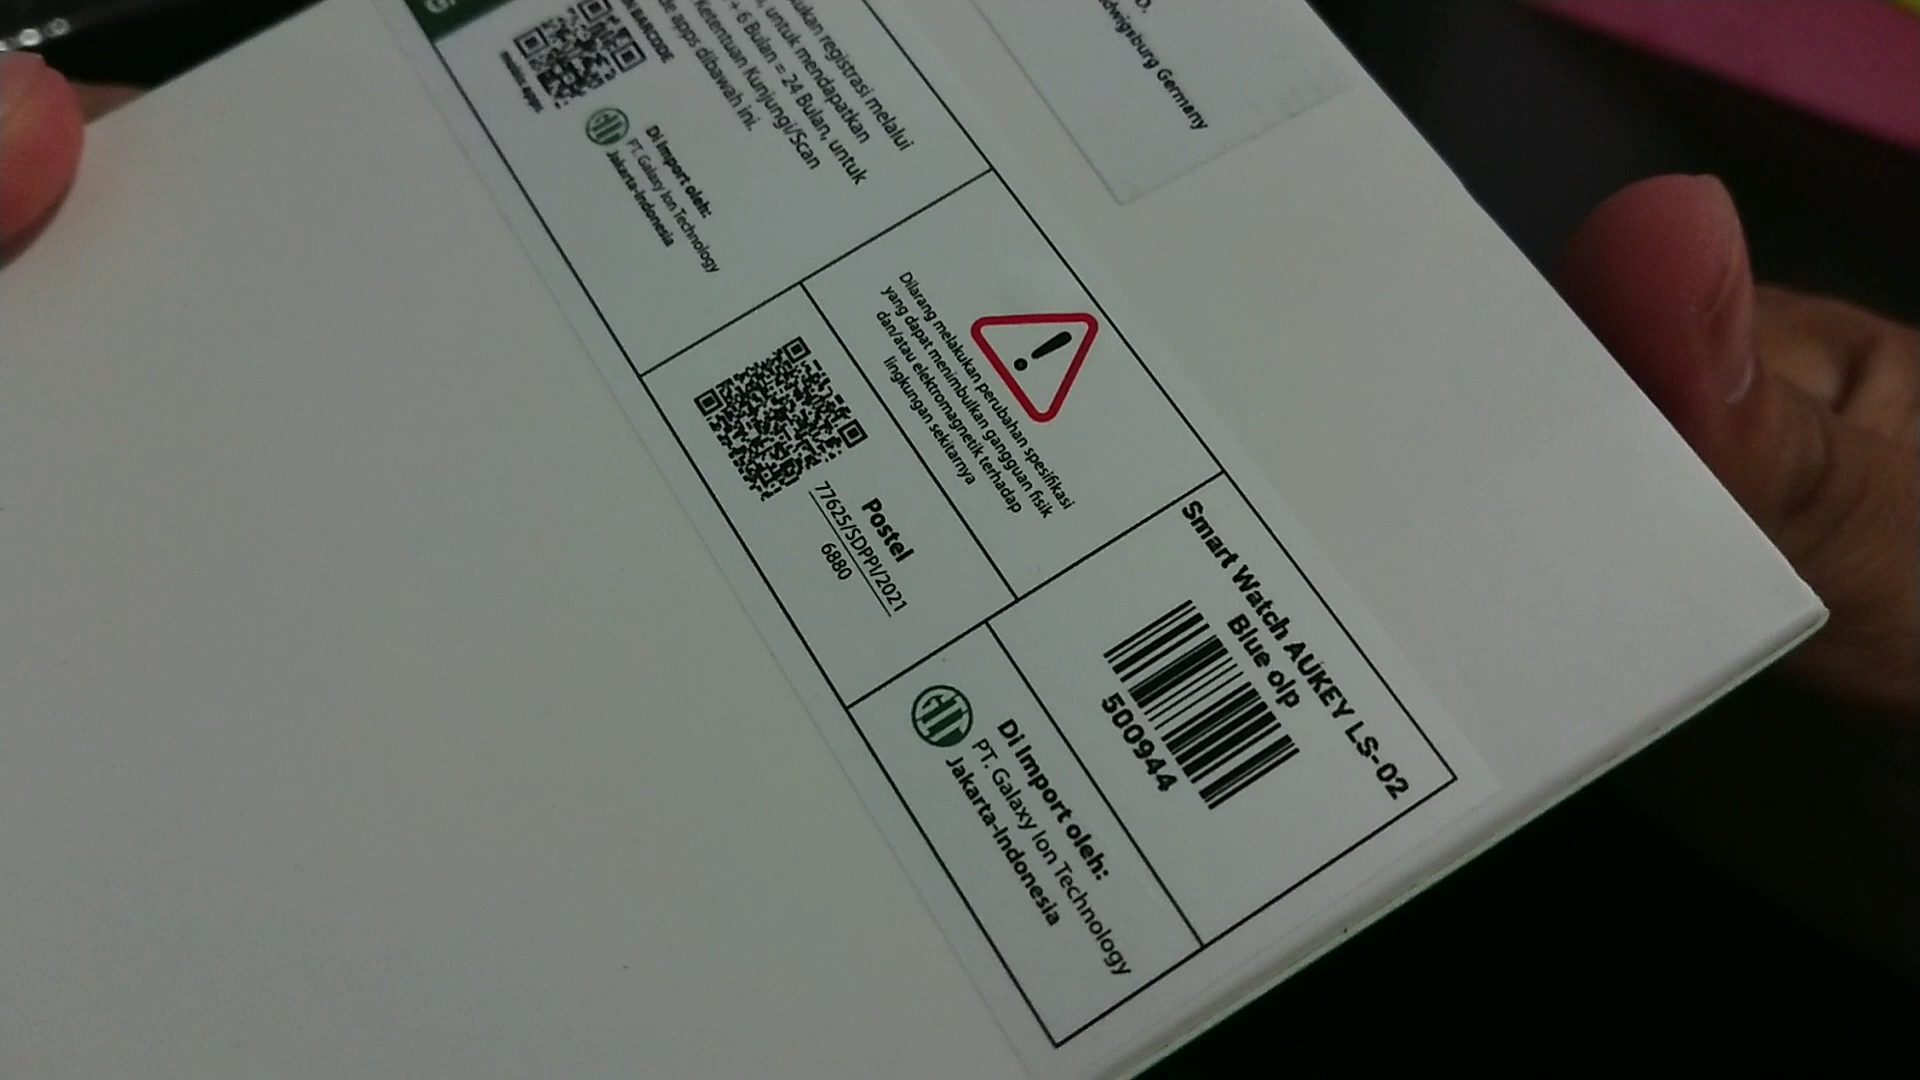 D.
Germany
registrasi melalui
untuk mendapatkan
+ 6 Bulan = 24 Bulan, untuk
Ketentuan Kunjungi/Scan
apps dibawah ini.
BARCODE
Di Import oleh:
PT. Galaxy Ion Technology
Jakarta-Indonesia
Dilarang melakukan perubahan spesifikasi
yang dapat menimbulkan gangguan fisik
dan/atau elektromagnetik terhadap
lingkungan sekitarnya
Postel
77625/SDPPI/2021
6880
Smart Watch AUKEY LS-02
Blue olp
500944
GIT
Di Import oleh:
PT. Galaxy Ion Technology
Jakarta-Indonesia